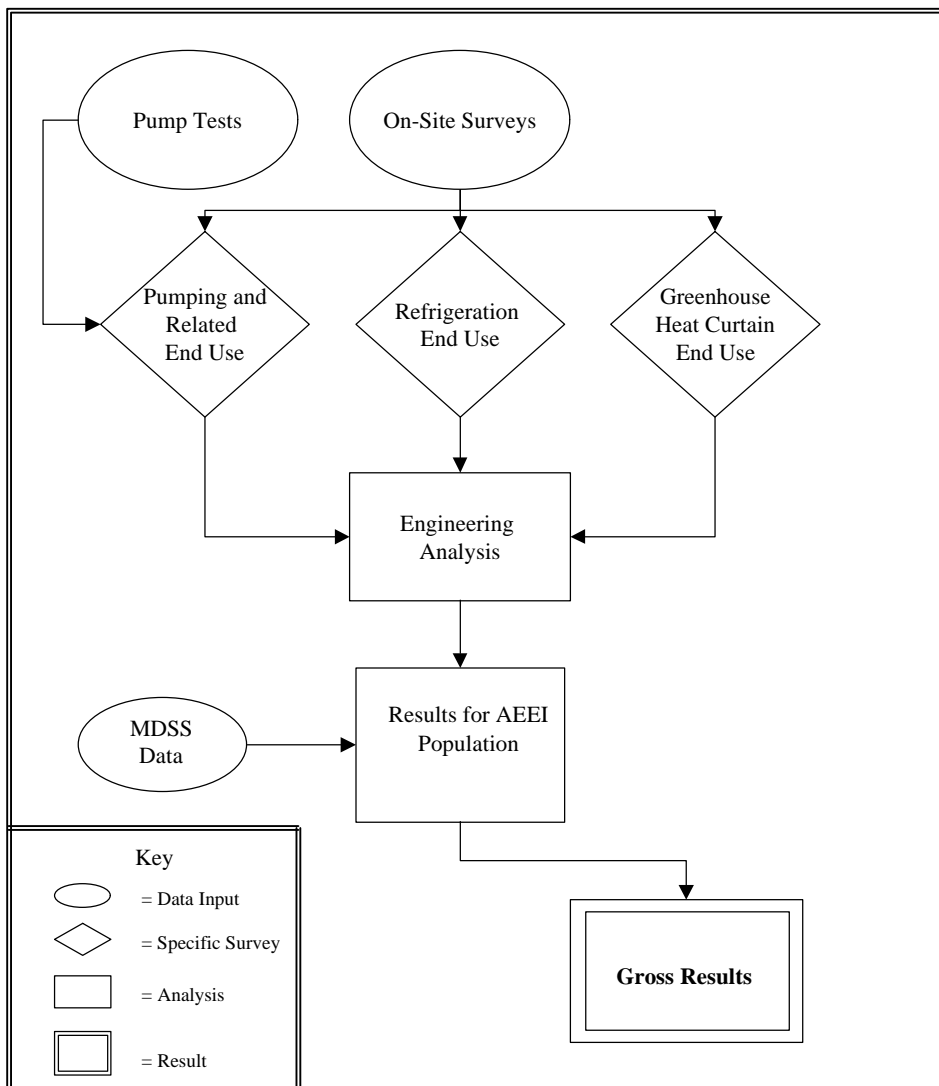 Pump Tests
On-Site Surveys
Pumping and
Related
End Use
Refrigeration
End Use
Greenhouse
Heat Curtain
End Use
Engineering
Analysis
Results for AEEI
Population
MDSS
Data
Key
= Data Input
= Specific Survey
= Analysis
= Result
Gross Results